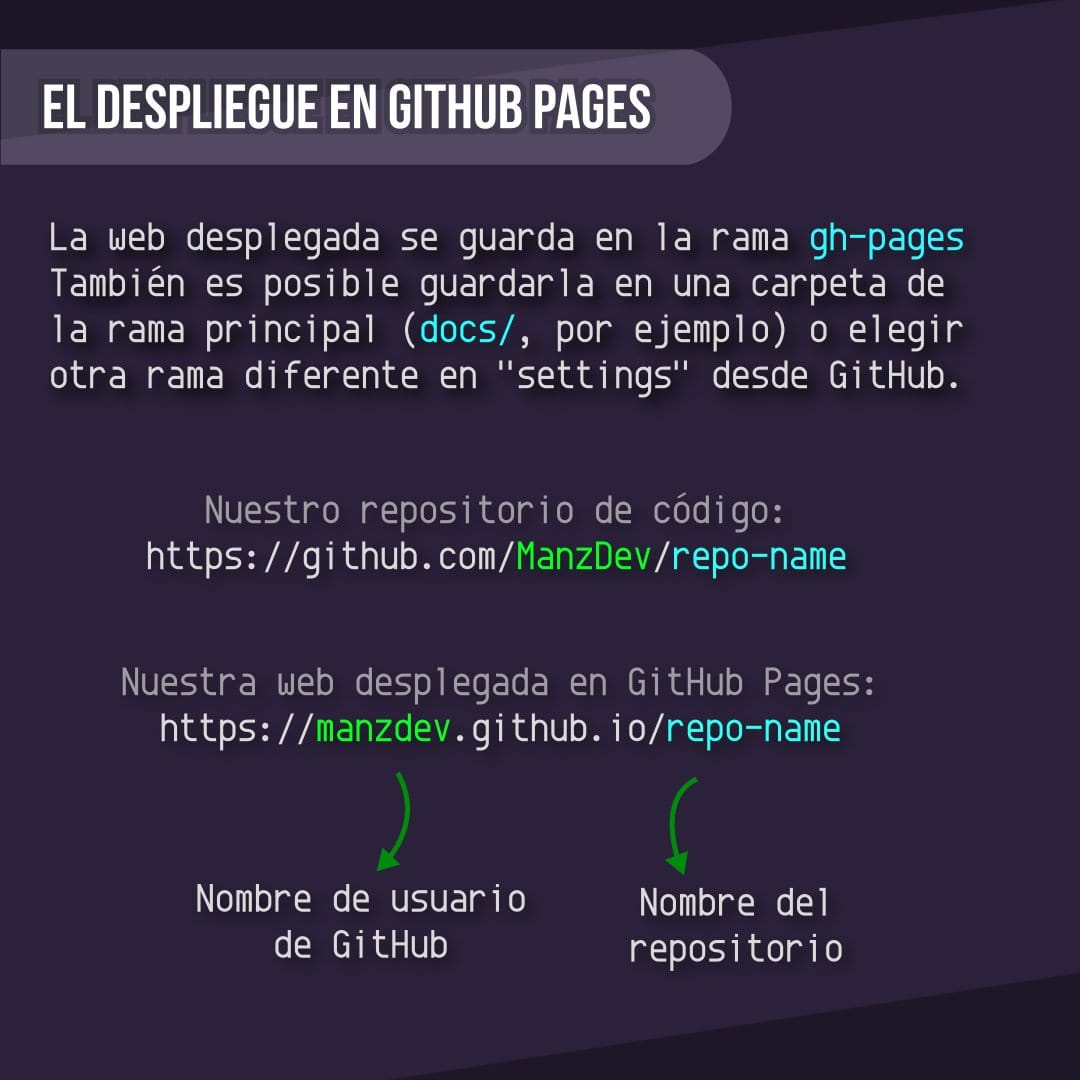 EL DESPLIEGUE EN GITHUB PAGES
La web desplegada se guarda en la rama gh-pages
También es posible guardarla en una carpeta de
la rama principal (docs/, por ejemplo) o elegir
otra rama diferente en "settings" desde GitHub.
Nuestro repositorio de código:
https://github.com/ManzDev/repo-name
Nuestra web desplegada en GitHub Pages:
https://manzdev.github.io/repo-name
Nombre de usuario
de GitHub
Nombre del
repositorio